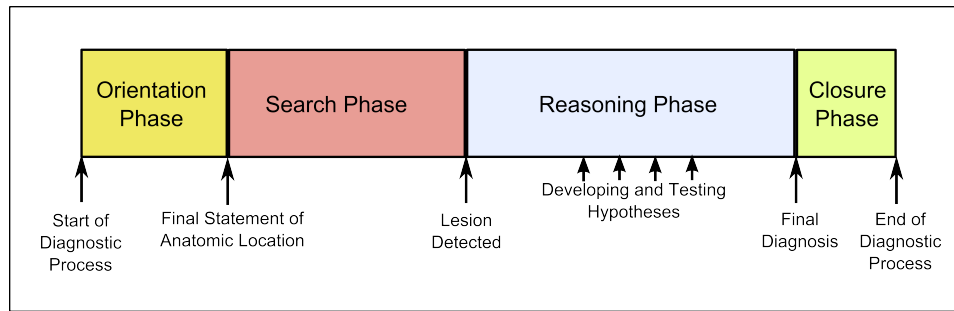 Orientation
Phase
Search Phase
Reasoning Phase
Closure
Phase
Start of
Diagnostic
Process
Final Statement of
Anatomic Location
Lesion
Detected
Developing and Testing
Hypotheses
Final
Diagnosis
End of
Diagnostic
Process